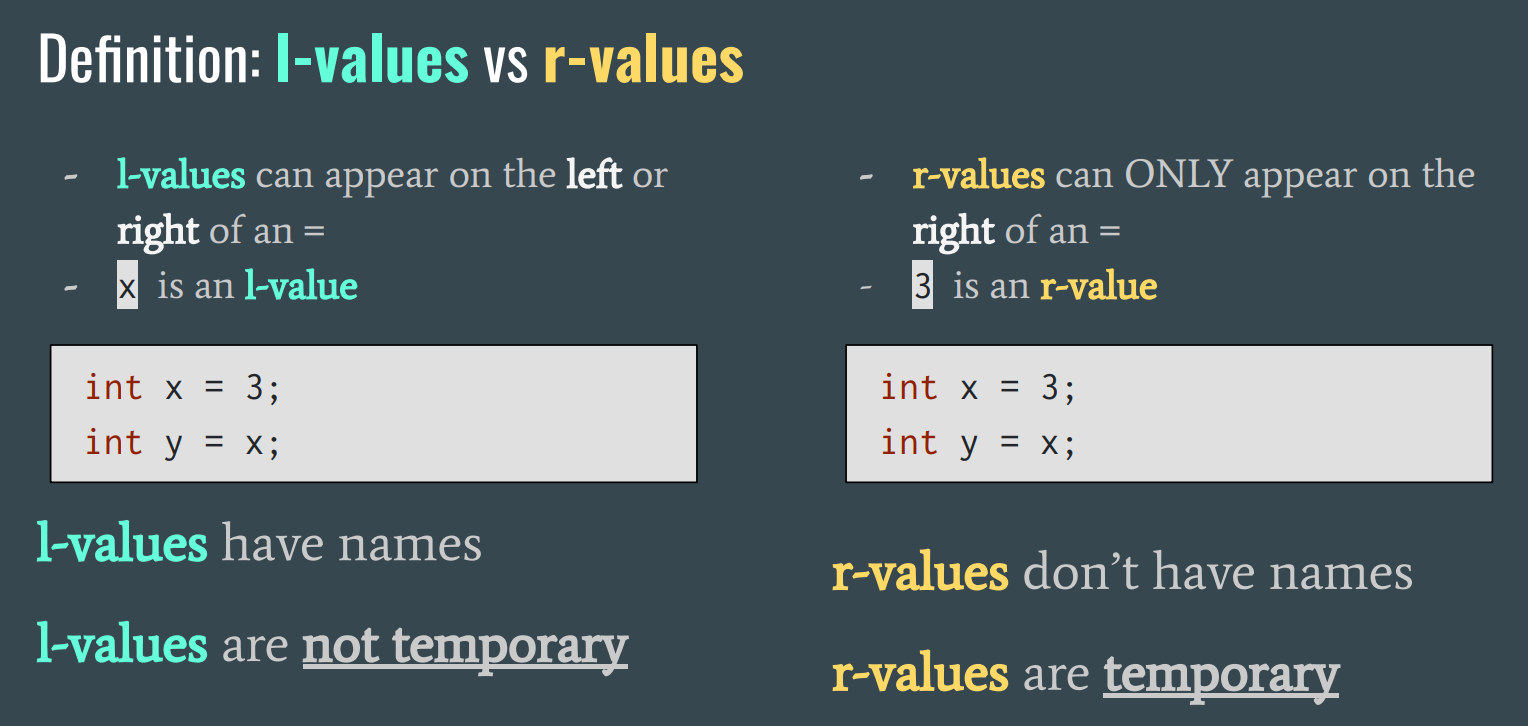 Definition: l-values vs r-values
- l-values can appear on the left or
right of an =
- x is an l-value
int x = 3;
int y = x;
l-values have names
l-values are not temporary
- r-values can ONLY appear on the
right of an =
- 3 is an r-value
int x = 3;
int y = x;
r-values don’t have names
r-values are temporary